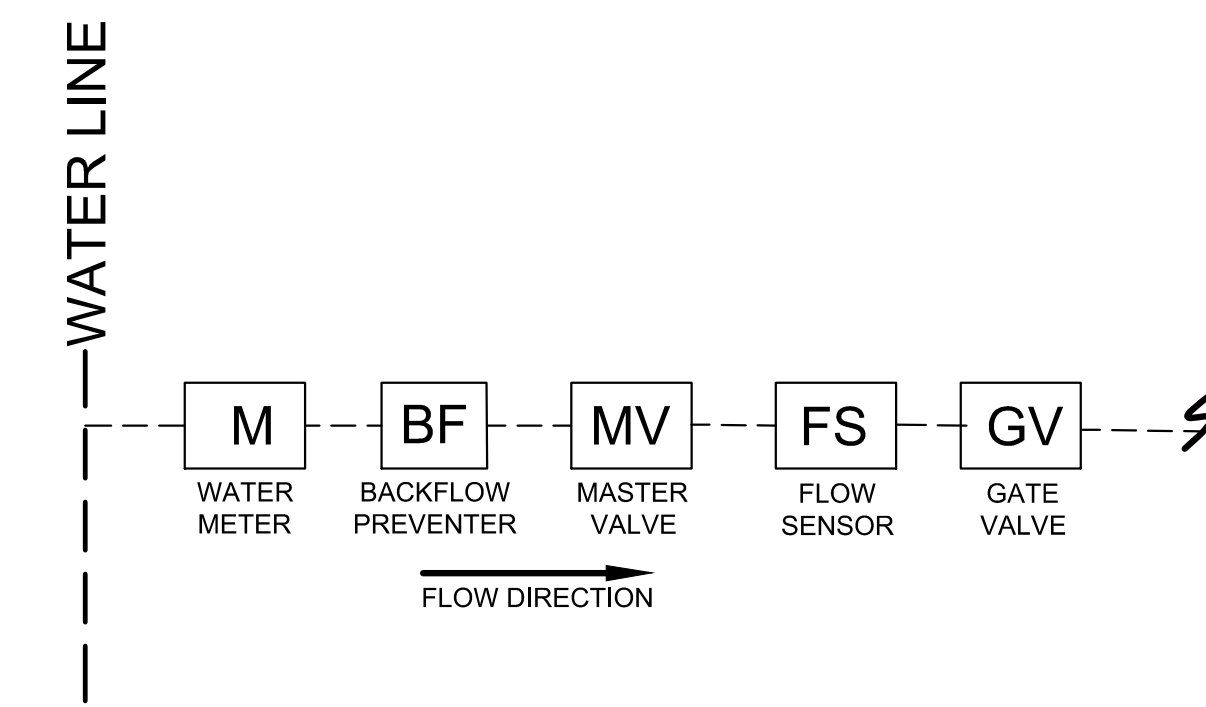 WATER LINE
M
BF
MV
FS
GV
WATER
METER
BACKFLOW
PREVENTER
MASTER
VALVE
FLOW
SENSOR
GATE
VALVE
FLOW DIRECTION